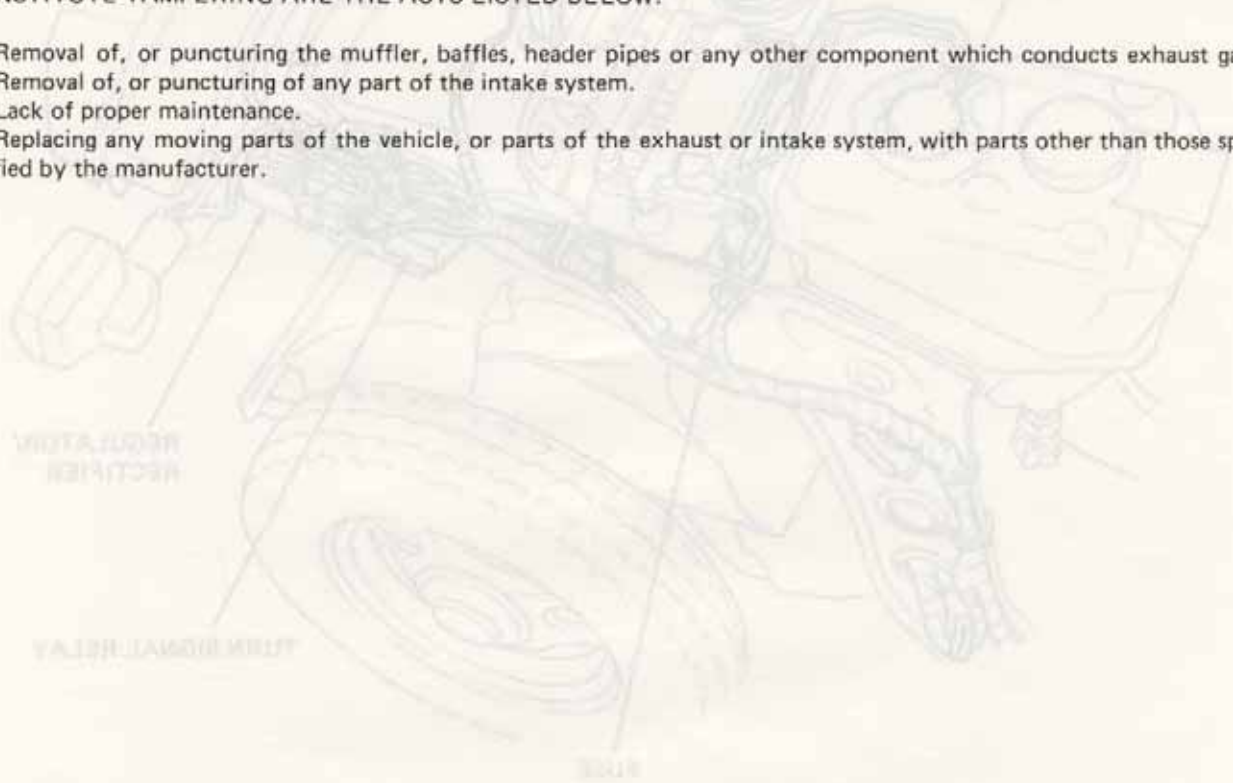 Removal of, or puncturing the muffler, baffles, header pipes or any other component which conducts exhaust
Removal of, or puncturing of any part of the intake system.
Lack of proper maintenance.
Replacing any moving parts of the vehicle, or parts of the exhaust or intake system, with parts other than those
by the manufacturer.
REGULATOR/
RECTIFIER
TURN SIGNAL RELAY
FUSE